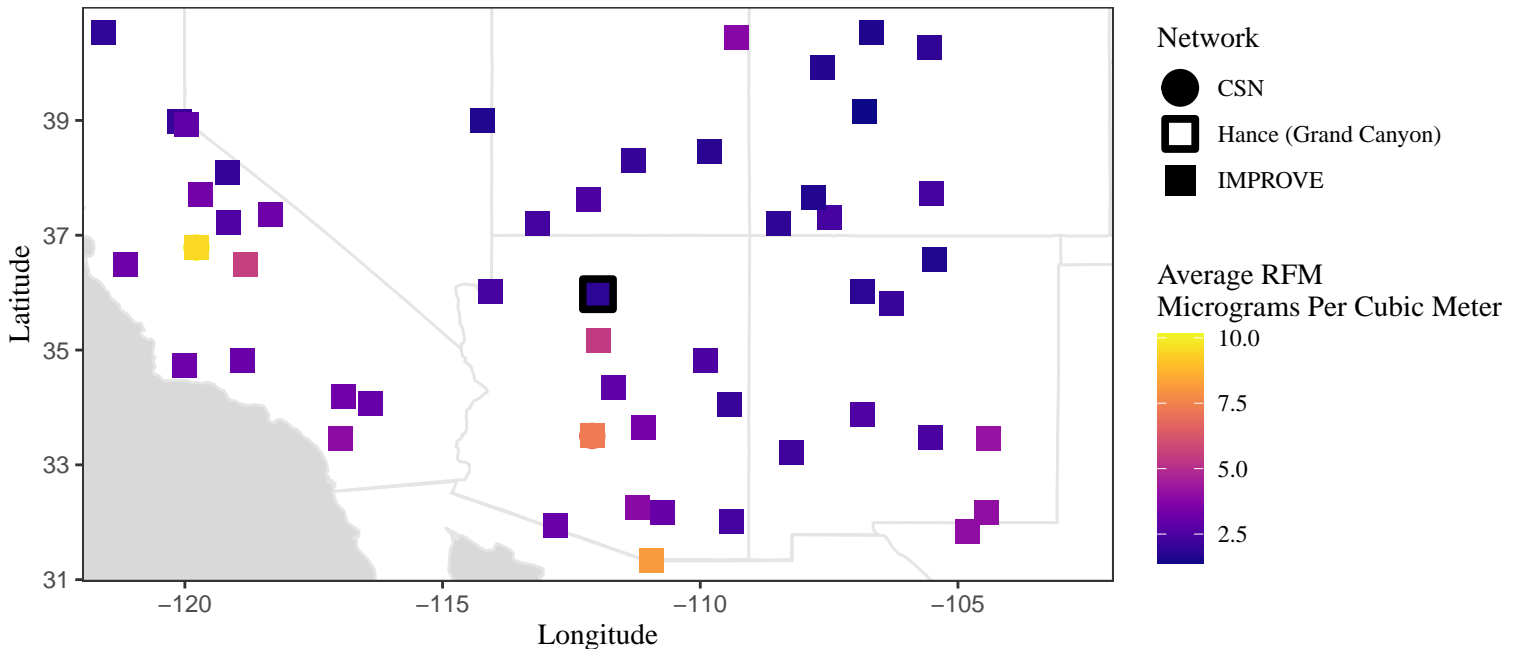 39
37
35
33
31
Latitude
−120
−115
−110
−105
Longitude
Network
CSN
Hance (Grand Canyon)
IMPROVE
Average RFM
Micrograms Per Cubic Meter
10.0
7.5
5.0
2.5